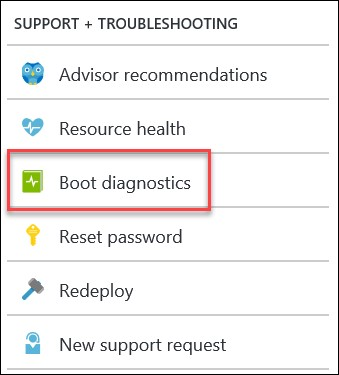 SUPPORT + TROUBLESHOOTING
Advisor recommendations
Resource health
Boot diagnostics
Reset password
Redeploy
New support request